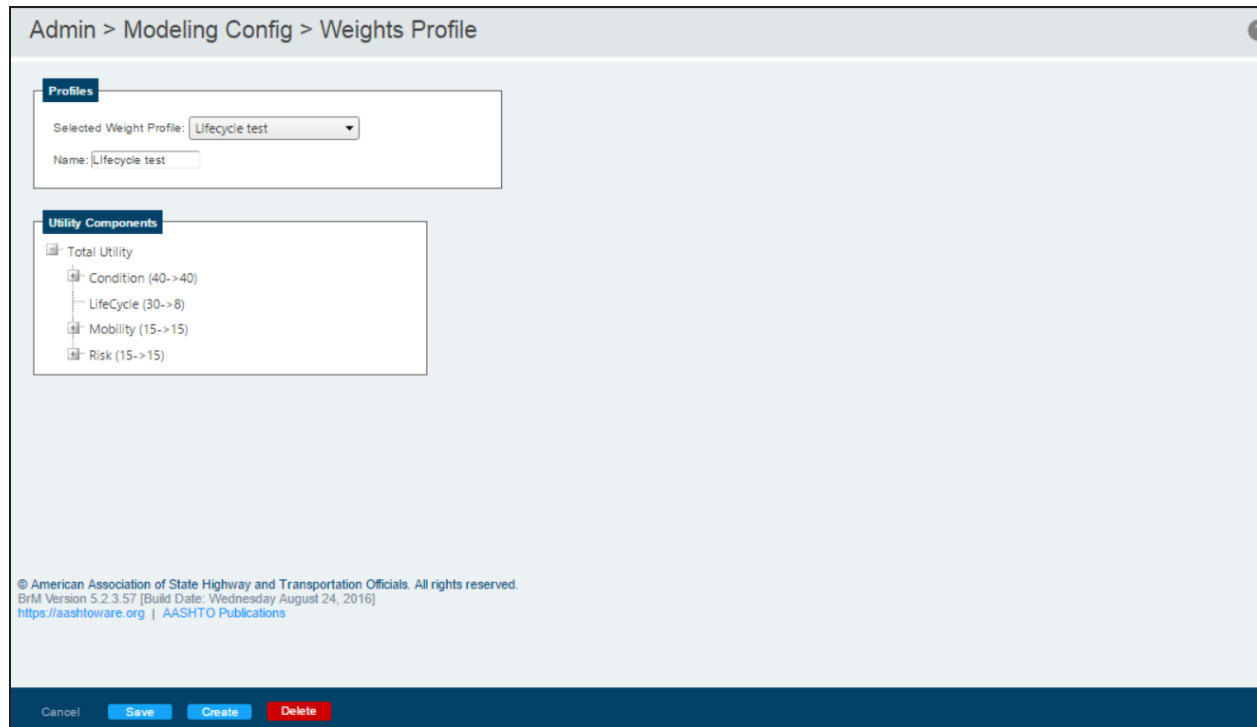 Admin > Modeling Config > Weights Profile
Profiles
Selected Weight Profile: LIfecycle test
Name: LIfecycle test
Utility Components
Total Utility
Condition (40->40)
LifeCycle (30->8)
Mobility (15->15)
Risk (15->15)
© American Association of State Highway and Transportation Officials. All rights reserved.
BrM Version 5.2.3.57 [Build Date: Wednesday August 24, 2016]
https://aashtoware.org | AASHTO Publications
Cancel Save Create Delete